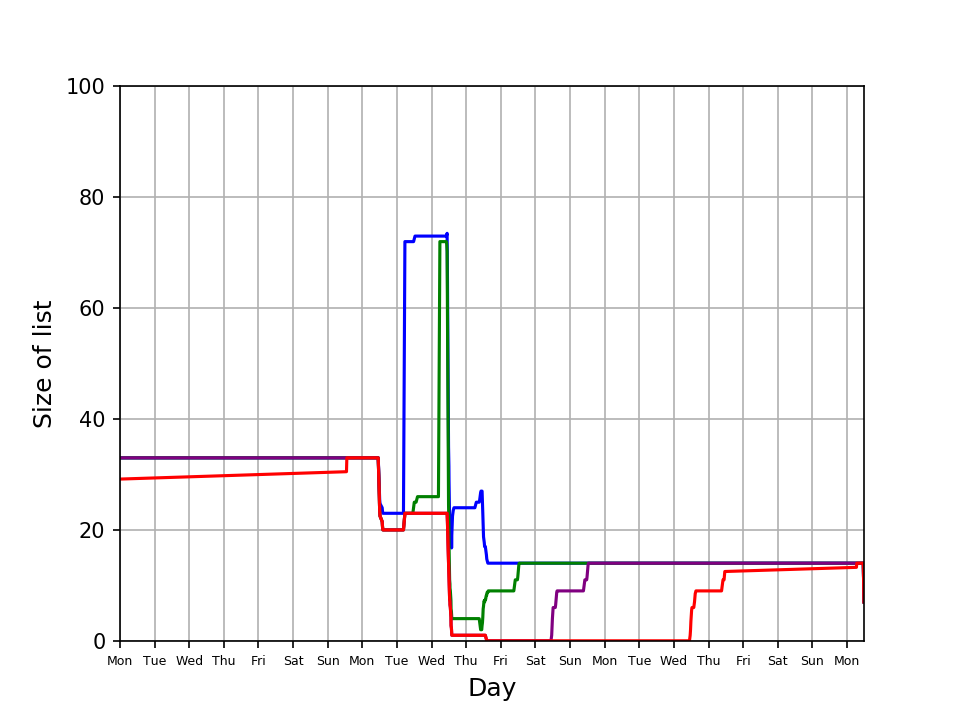 100
80
60
40
20
0
Size of list
Mon Tue Wed Thu Fri Sat Sun Mon Tue Wed Thu Fri Sat Sun Mon Tue Wed Thu Fri Sat Sun Mon
Day